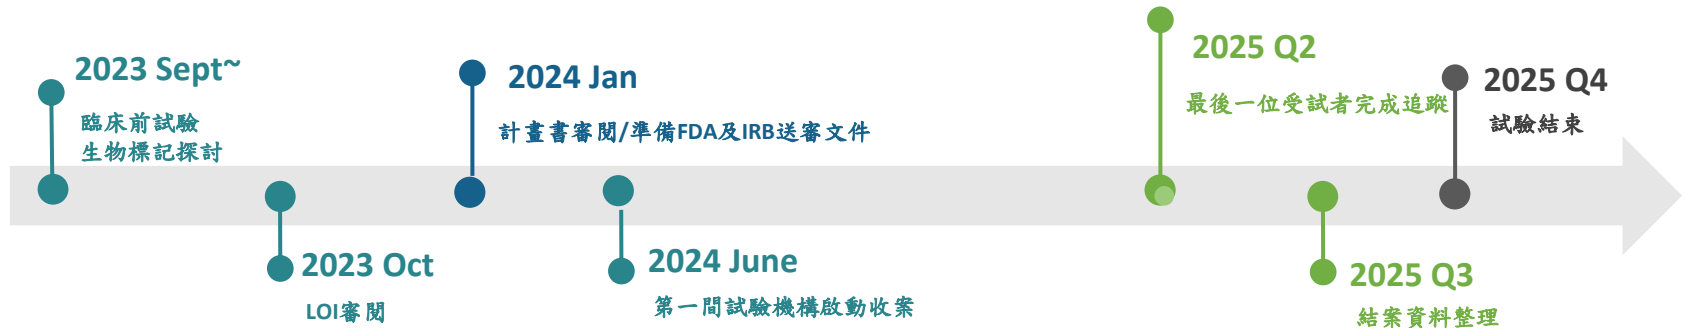 2023 Sept~
臨床前試驗
生物標記探討
2023 Oct
LOI審閱
2024 Jan
計畫書審閱/準備FDA及IRB送審文件
2024 June
第一間試驗機構啟動收案
2025 Q2
最後一位受試者完成追蹤
2025 Q3
結案資料整理
2025 Q4
試驗結束